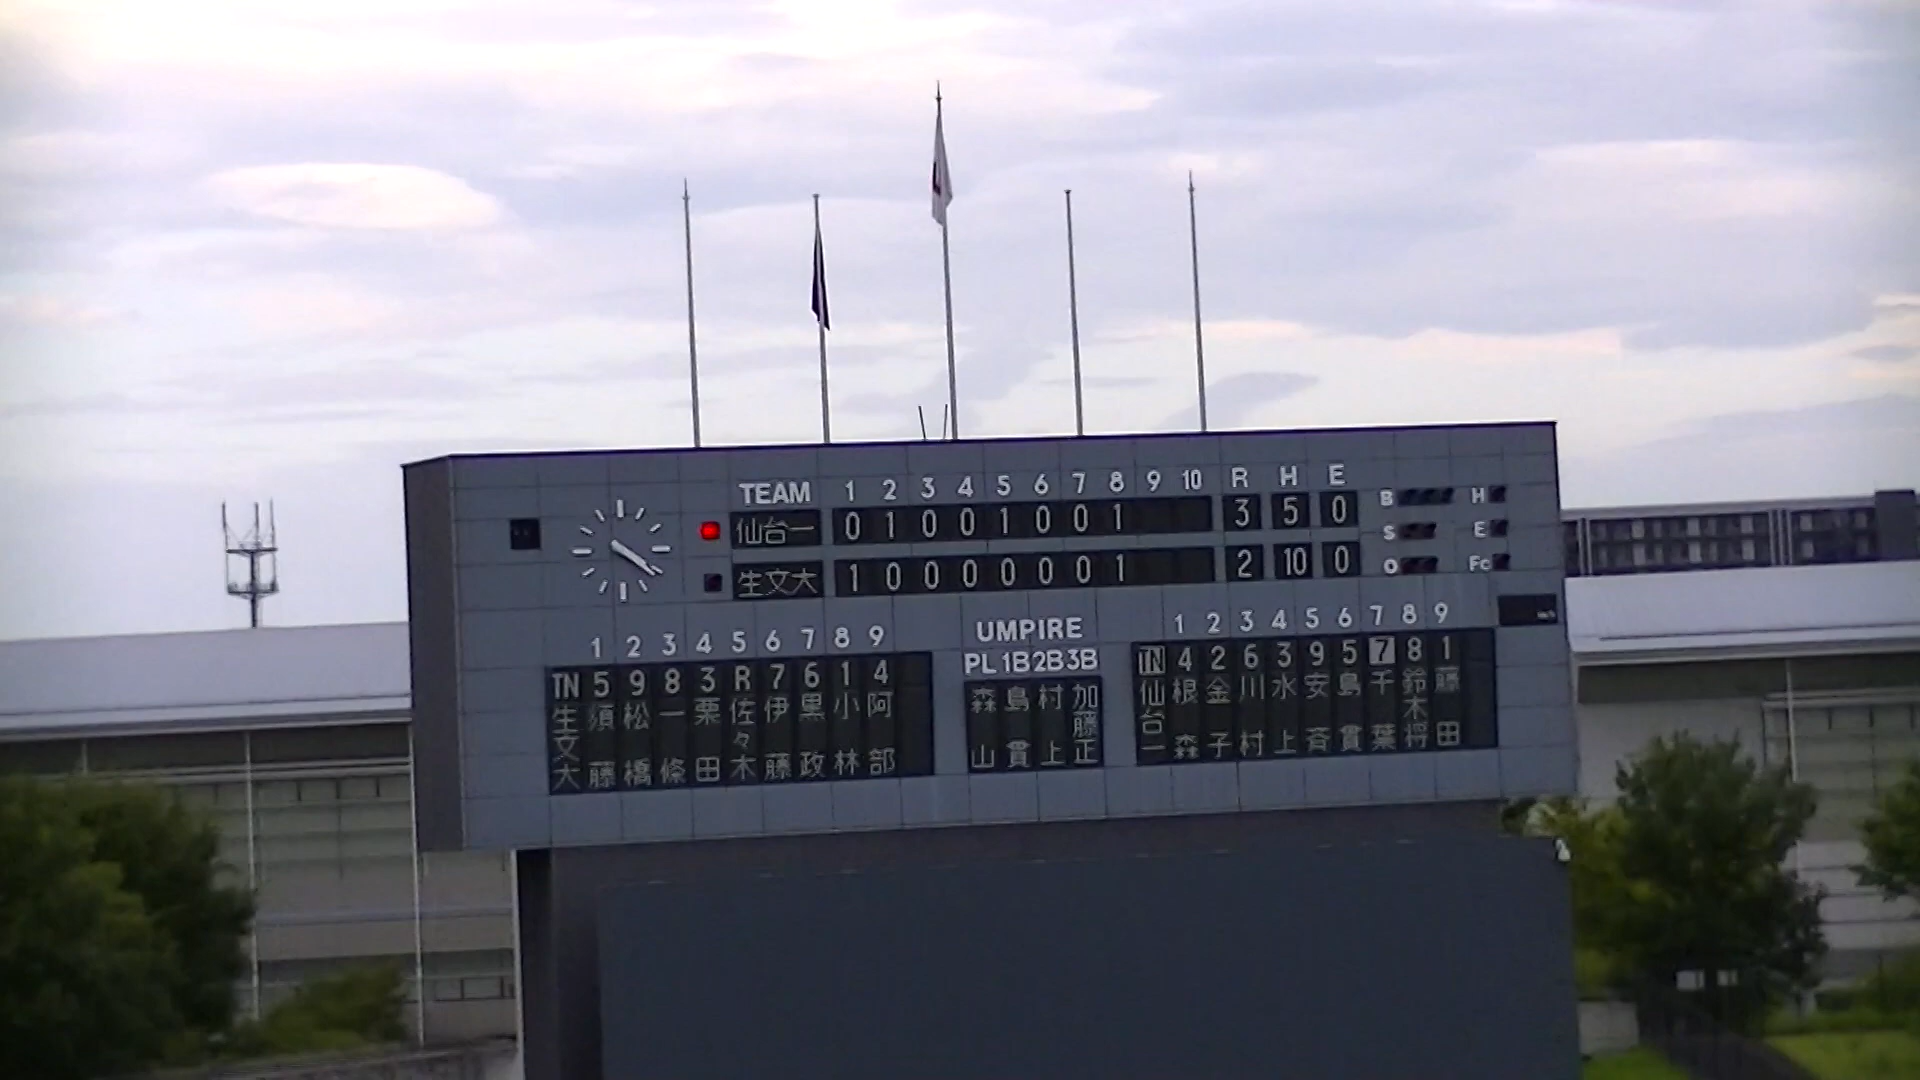 TEAM 1 2 3 4 5 6 7 8 9 10 R H E
仙台一 0 1 0 0 1 0 0 1 3 5 0
生文大 1 0 0 0 0 0 0 1 2 10 0
B H
S E
O Fc
1 2 3 4 5 6 7 8 9
TN 5 9 8 3 R 7 6 1 4
生文大 須藤 松橋 一條 栗田 佐々木 伊藤 黒政 小林 阿部
UMPIRE
PL 1B 2B 3B
森山 島貫 村上 加藤正
1 2 3 4 5 6 7 8 9
TN 4 2 6 3 9 5 7 8 1
仙台一 根森 金子 川村 水上 安斉 島貫 千葉 鈴木将 藤田